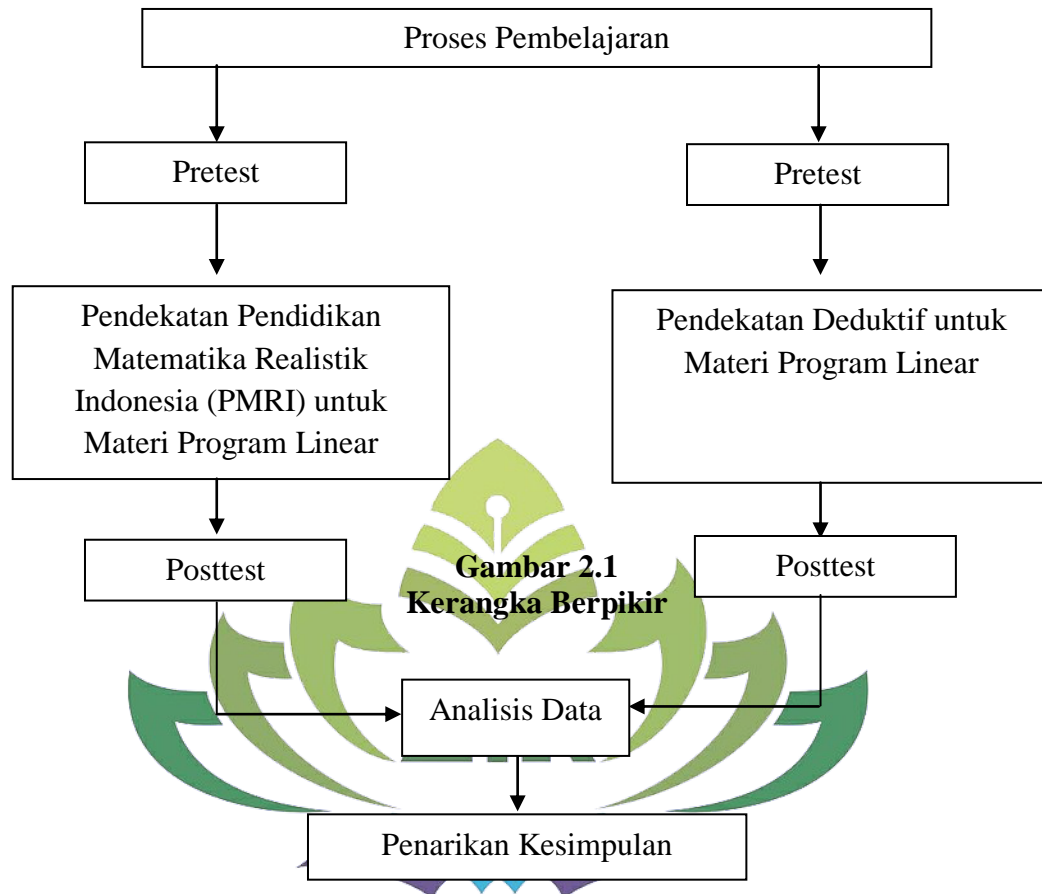 Proses Pembelajaran
Pretest
Pretest
Pendekatan Pendidikan
Matematika Realistik
Indonesia (PMRI) untuk
Materi Program Linear
Pendekatan Deduktif untuk
Materi Program Linear
Posttest
Gambar 2.1
Kerangka Berpikir
Posttest
Analisis Data
Penarikan Kesimpulan